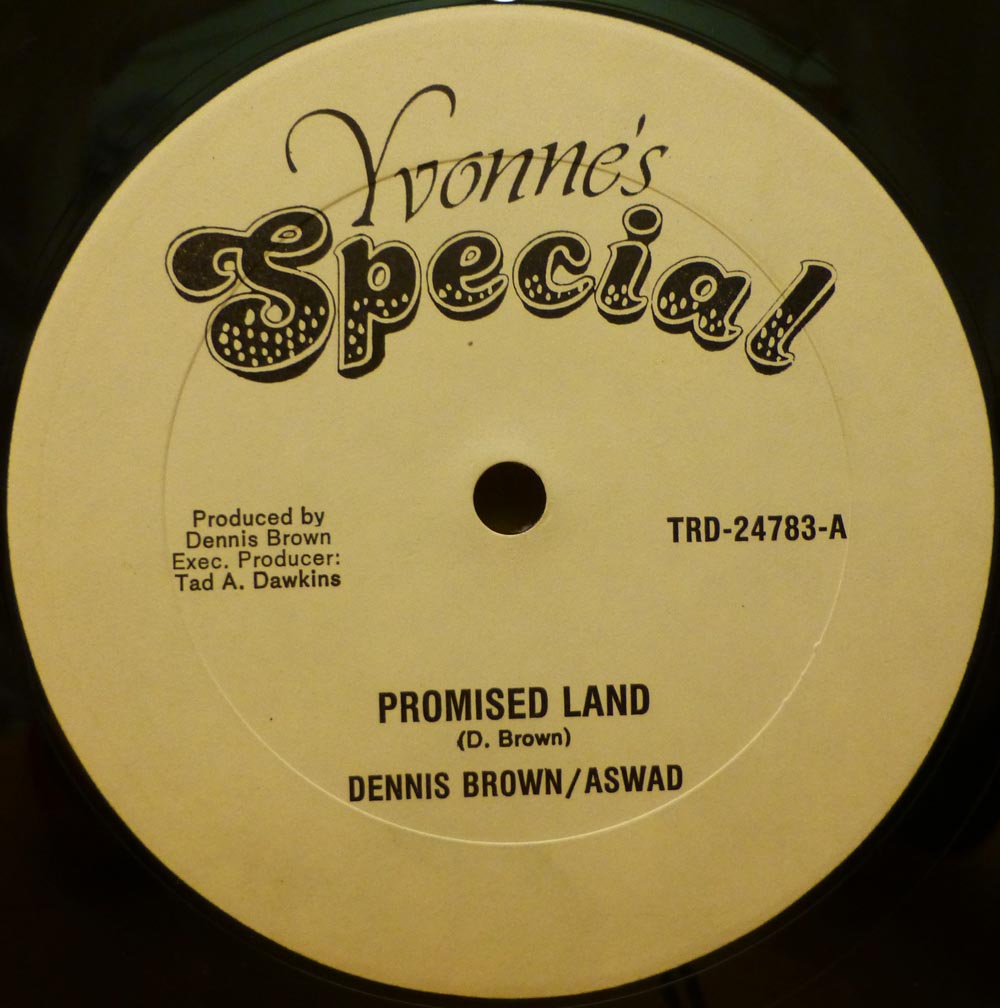 Yvonne's
Special
Produced by
Dennis Brown
Exec. Producer:
Tad A. Dawkins
TRD-24783-A
PROMISED LAND
(D. Brown)
DENNIS BROWN/ASWAD